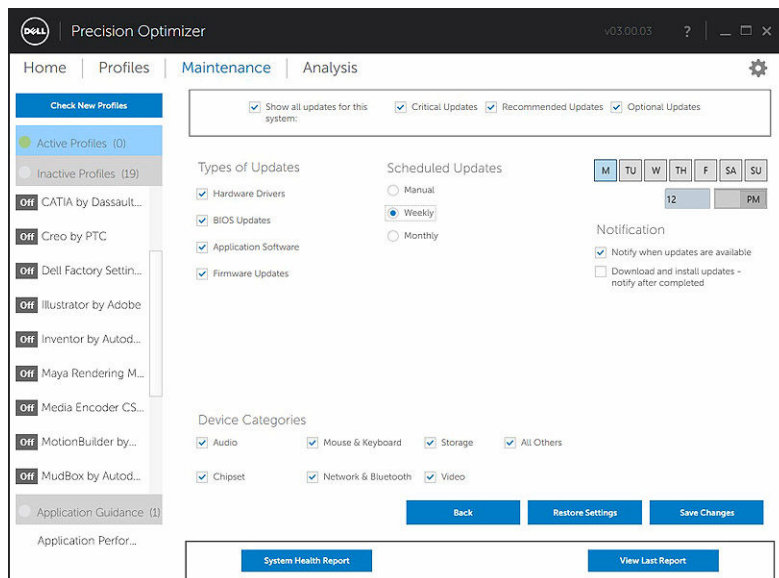 DELL
Precision Optimizer
v03.00.03
?
Home
Profiles
Maintenance
Analysis
Check New Profiles
Active Profiles (0)
Inactive Profiles (19)
Off CATIA by Dassault...
Off Creo by PTC
Off Dell Factory Settin...
Off Illustrator by Adobe
Off Inventor by Autod...
Off Maya Rendering M...
Off Media Encoder CS...
Off MotionBuilder by...
Off MudBox by Autod...
Application Guidance (1)
Application Perfor...
Show all updates for this
system:
Critical Updates
Recommended Updates
Optional Updates
Types of Updates
Hardware Drivers
BIOS Updates
Application Software
Firmware Updates
Scheduled Updates
Manual
Weekly
Monthly
M TU W TH F SA SU
12 PM
Notification
Notify when updates are available
Download and install updates -
notify after completed
Device Categories
Audio
Mouse & Keyboard
Storage
All Others
Chipset
Network & Bluetooth
Video
Back
Restore Settings
Save Changes
System Health Report
View Last Report